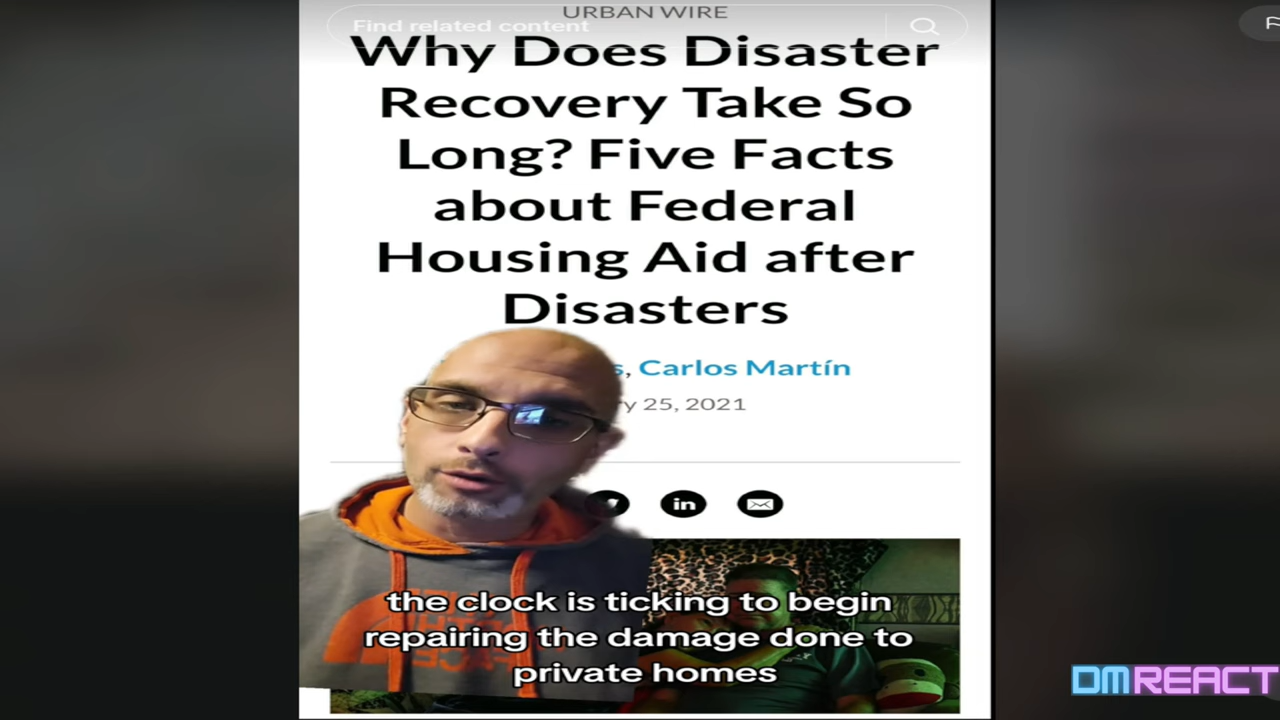 URBAN WIRE
Find related content
Why Does Disaster
Recovery Take So
Long? Five Facts
about Federal
Housing Aid after
Disasters
, Carlos Martín
25, 2021
in
the clock is ticking to begin
repairing the damage done to
private homes
DMREACT